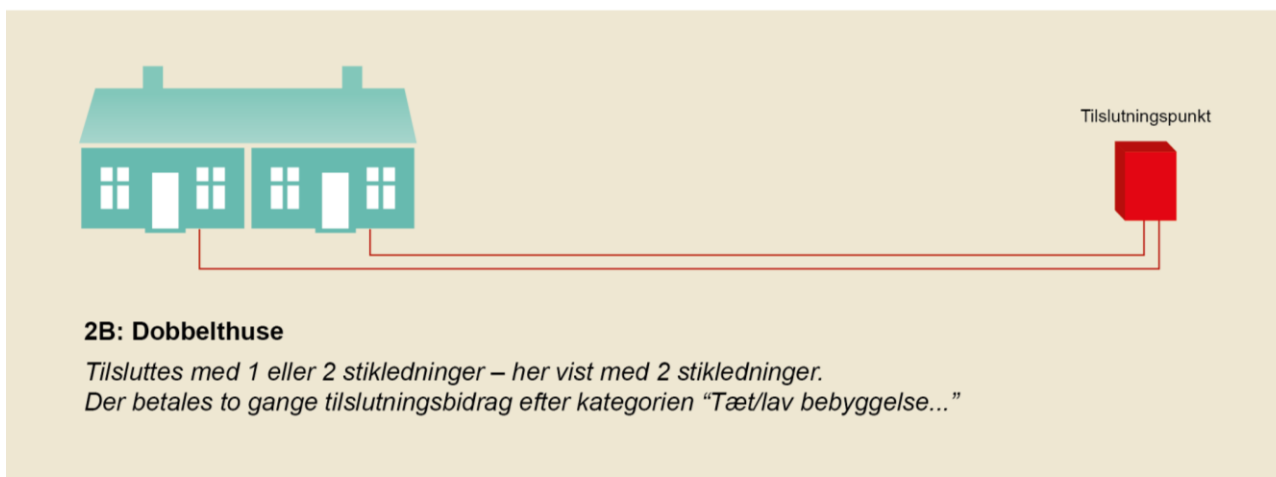 Tilslutningspunkt
2B: Dobbelthuse
Tilsluttes med 1 eller 2 stikledninger – her vist med 2 stikledninger.
Der betales to gange tilslutningsbidrag efter kategorien “Tæt/lav bebyggelse...”